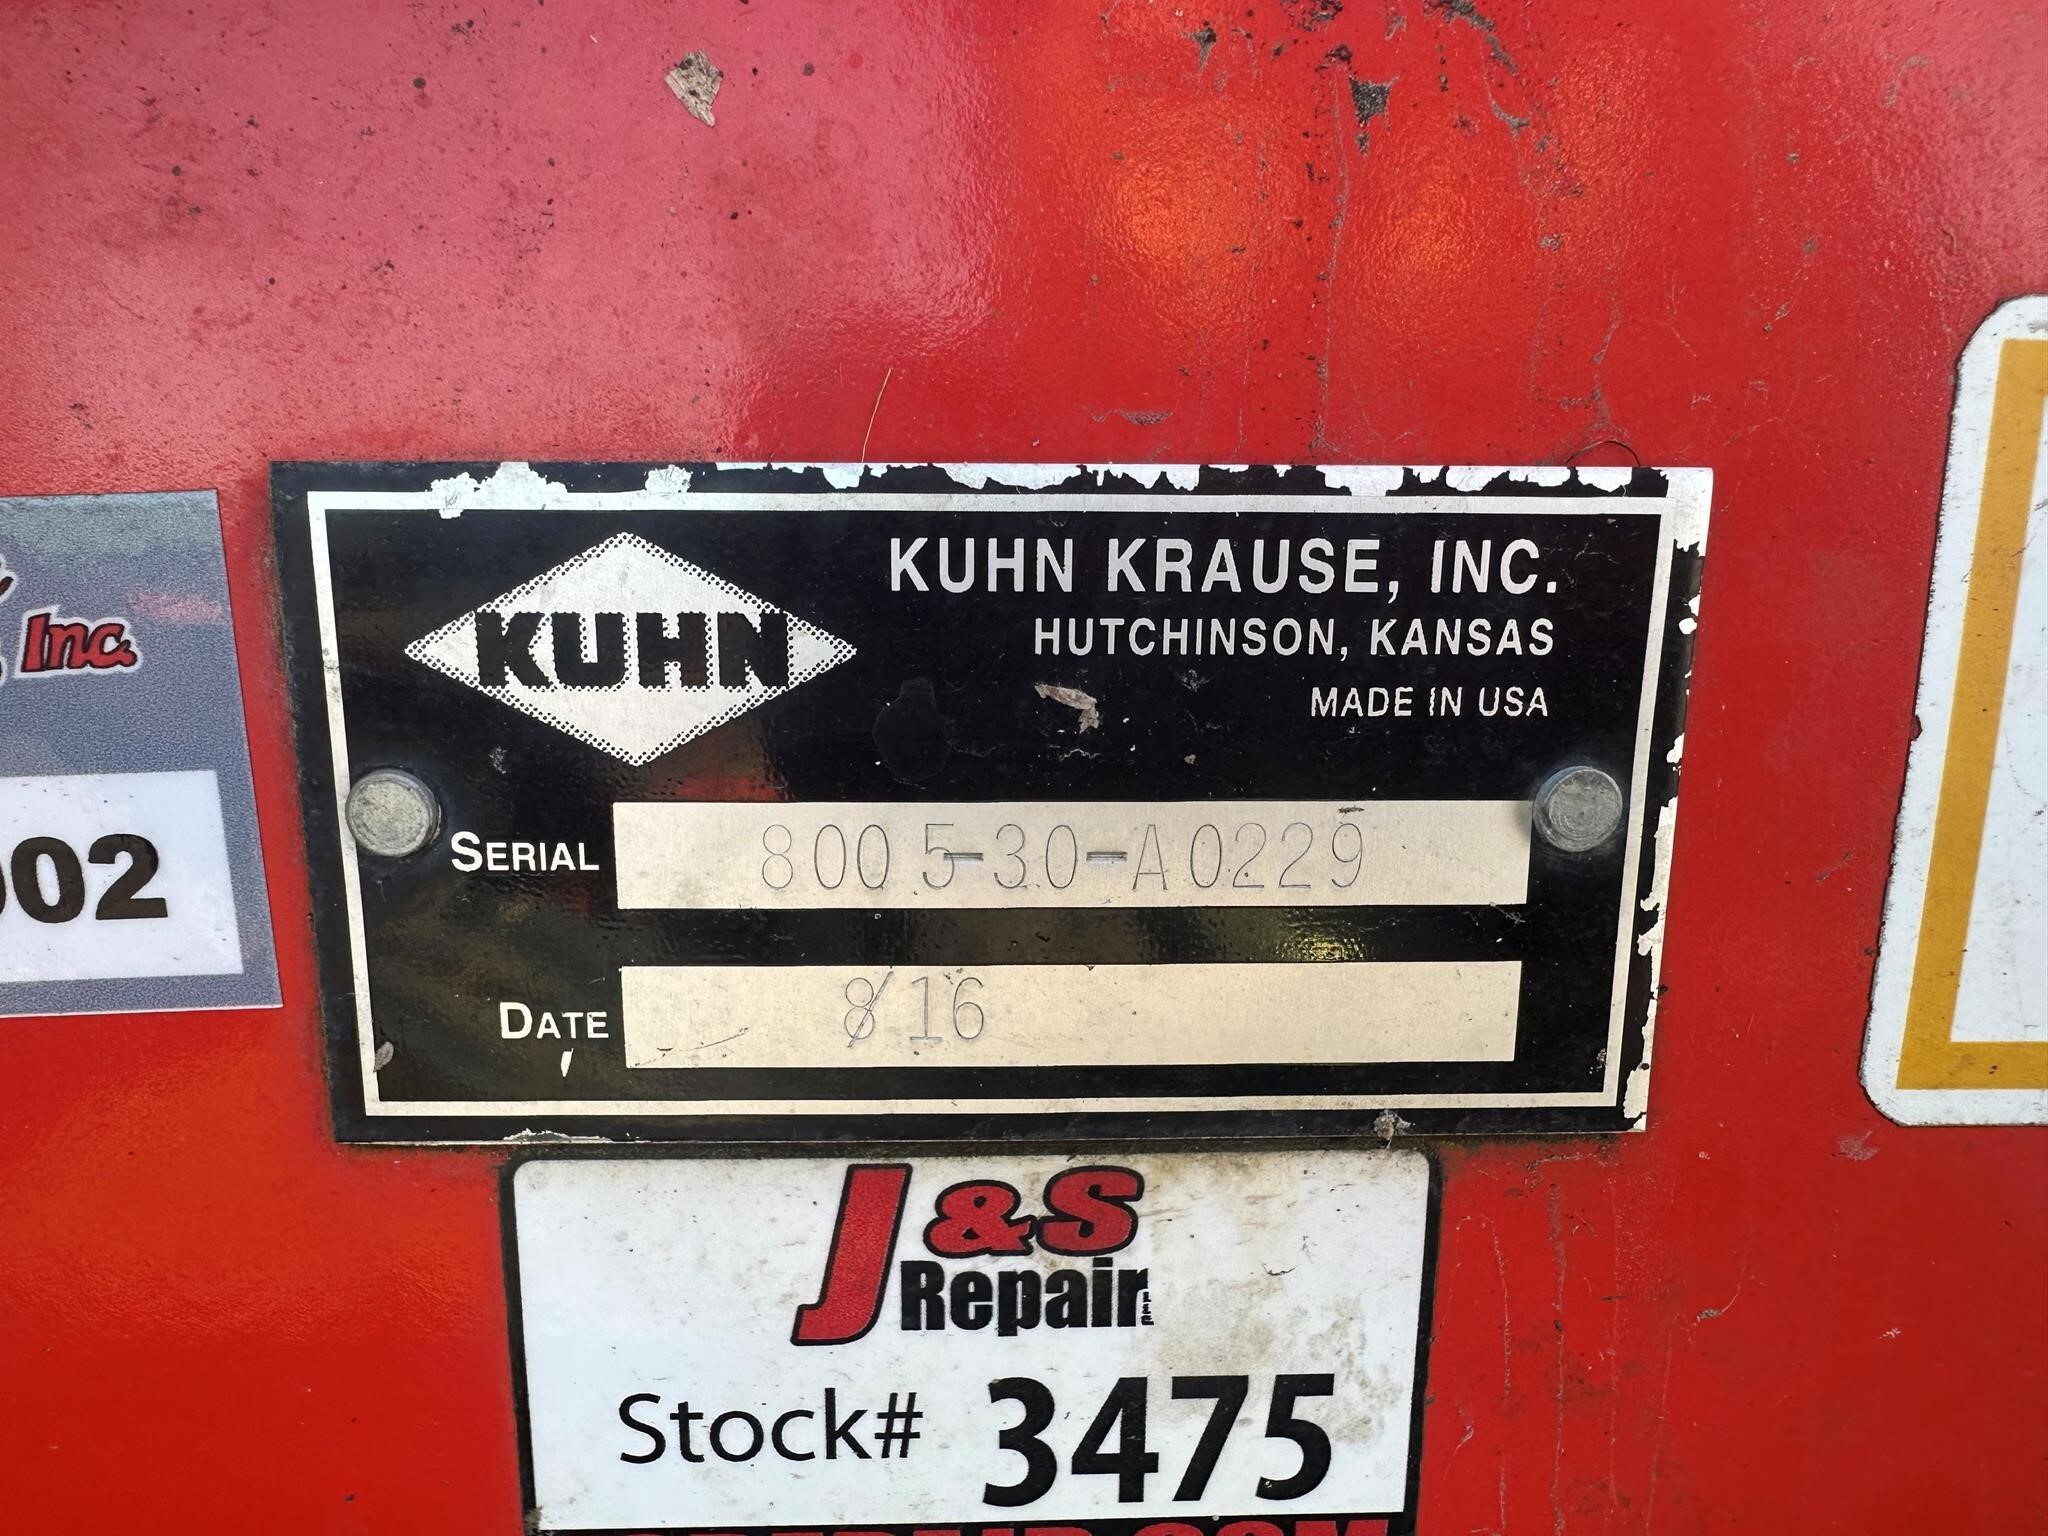 KUHN
KUHN KRAUSE, INC.
HUTCHINSON, KANSAS
MADE IN USA
SERIAL 8005-30-A0229
DATE 8/16
Inc.
002
J&S
Repair
Stock# 3475